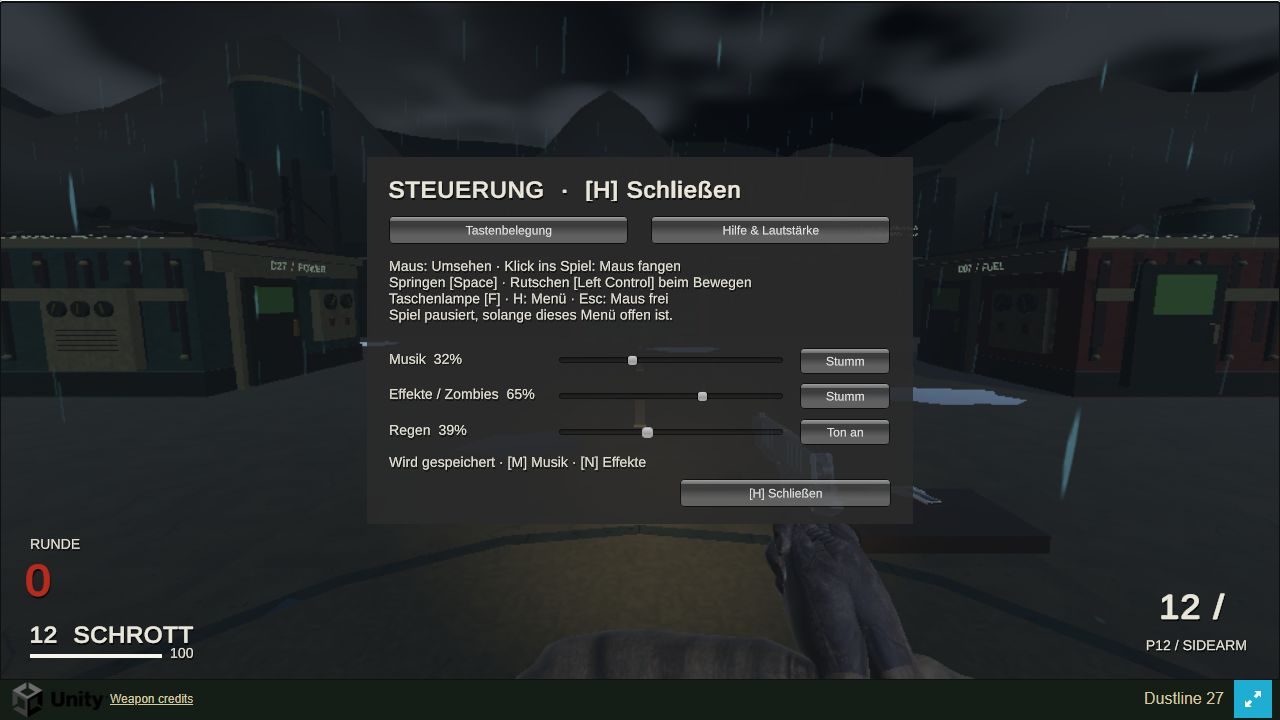 STEUERUNG · [H] Schließen
Tastenbelegung
Hilfe & Lautstärke
Maus: Umsehen · Klick ins Spiel: Maus fangen
Springen [Space] · Rutschen [Left Control] beim Bewegen
Taschenlampe [F] · H: Menü · Esc: Maus frei
Spiel pausiert, solange dieses Menü offen ist.
D27 / POWER
D27 / FUEL
Musik 32%
Stumm
Effekte / Zombies 65%
Stumm
Regen 39%
Ton an
Wird gespeichert · [M] Musik · [N] Effekte
[H] Schließen
RUNDE
0
12 SCHROTT
100
12 /
P12 / SIDEARM
Unity
Weapon credits
Dustline 27